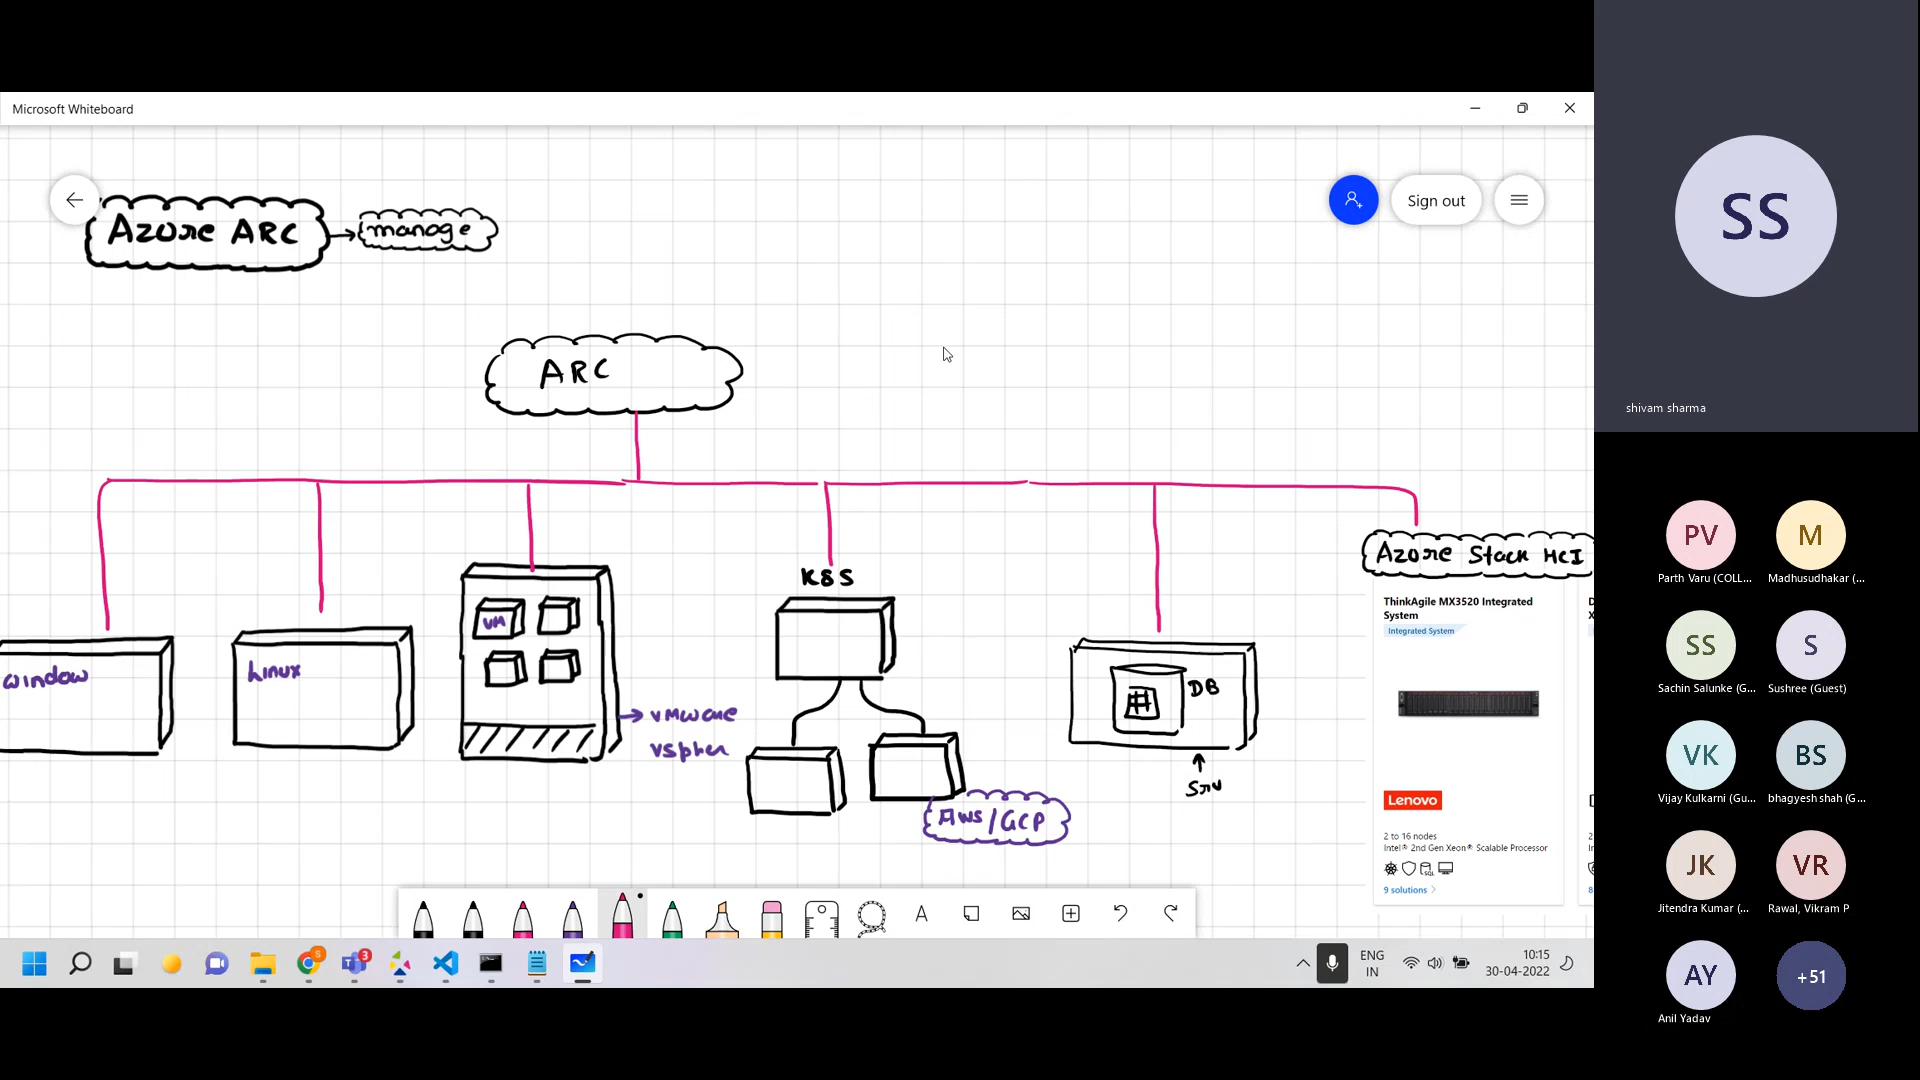 Microsoft Whiteboard
Azure ARC
manage
Sign out
ARC
Azure Stack HCI
K8S
window
Linux
VM
vmware
vspher
DB
Srv
AWS/GCP
ThinkAgile MX3520 Integrated
System
Integrated System
Lenovo
2 to 16 nodes
Intel® 2nd Gen Xeon® Scalable Processor
9 solutions
A
3
ENG
IN
10:15
30-04-2022
SS
shivam sharma
PV
Parth Varu (COLL...
M
Madhusudhakar (...
SS
Sachin Salunke (G...
S
Sushree (Guest)
VK
Vijay Kulkarni (Gu...
BS
bhagyesh shah (G...
JK
Jitendra Kumar (...
VR
Rawal, Vikram P
AY
Anil Yadav
+51